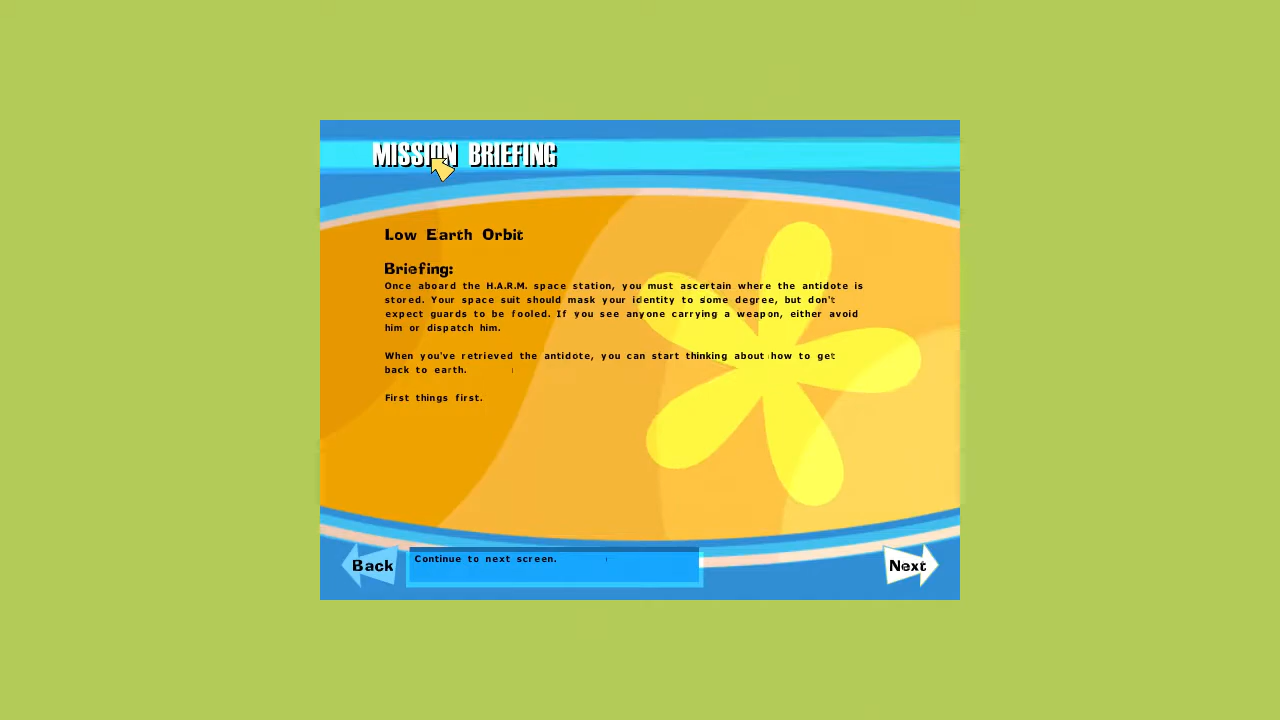 MISSION BRIEFING
Low Earth Orbit
Briefing:
Once aboard the H.A.R.M. space station, you must ascertain where the antidote is
stored. Your space suit should mask your identity to some degree, but don't
expect guards to be fooled. If you see anyone carrying a weapon, either avoid
him or dispatch him.
When you've retrieved the antidote, you can start thinking about how to get
back to earth.
First things first.
Back
Continue to next screen.
Next